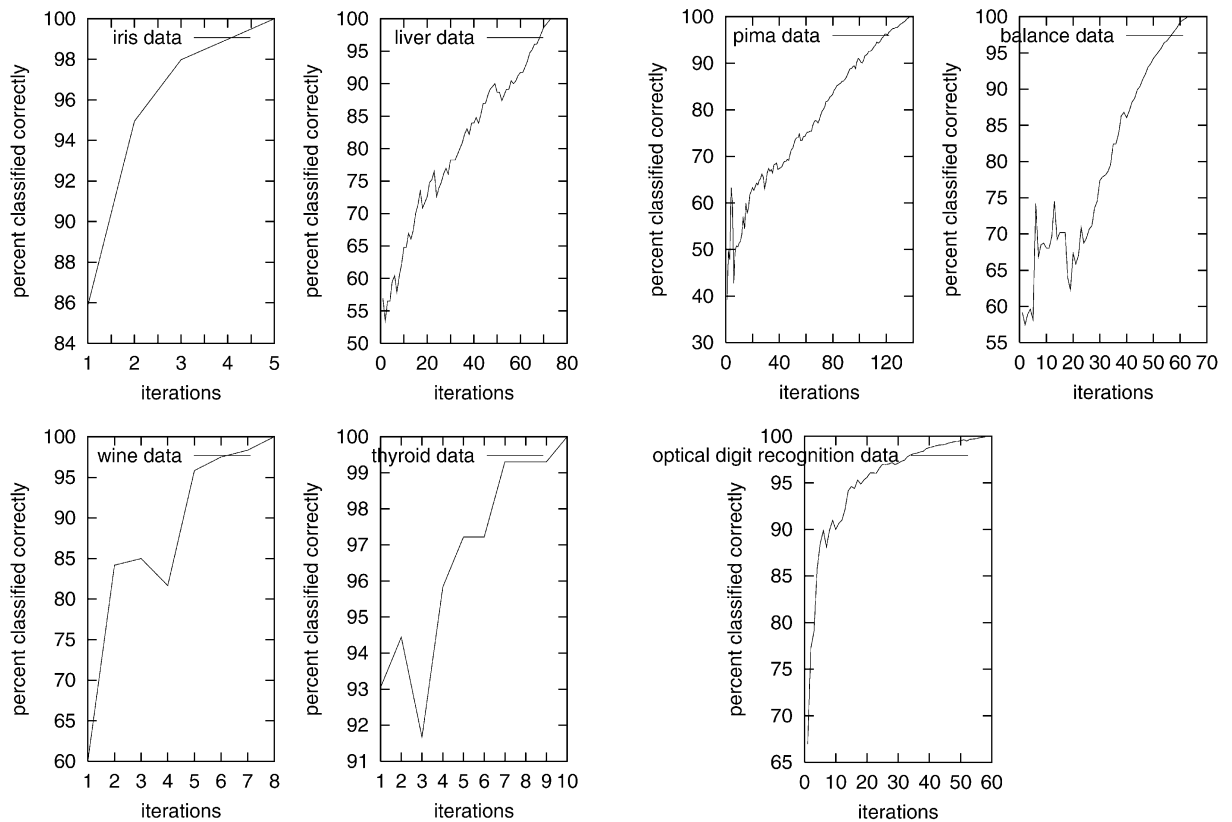 iris data
percent classified correctly
100
98
96
94
92
90
88
86
84
1 2 3 4 5
iterations
liver data
percent classified correctly
100
95
90
85
80
75
70
65
60
55
50
0 20 40 60 80
iterations
pima data
percent classified correctly
100
90
80
70
60
50
40
30
0 40 80 120
iterations
balance data
percent classified correctly
100
95
90
85
80
75
70
65
60
55
0 10 20 30 40 50 60 70
iterations
wine data
percent classified correctly
100
95
90
85
80
75
70
65
60
1 2 3 4 5 6 7 8
iterations
thyroid data
percent classified correctly
100
99
98
97
96
95
94
93
92
91
1 2 3 4 5 6 7 8 9 10
iterations
optical digit recognition data
percent classified correctly
100
95
90
85
80
75
70
65
0 10 20 30 40 50 60
iterations